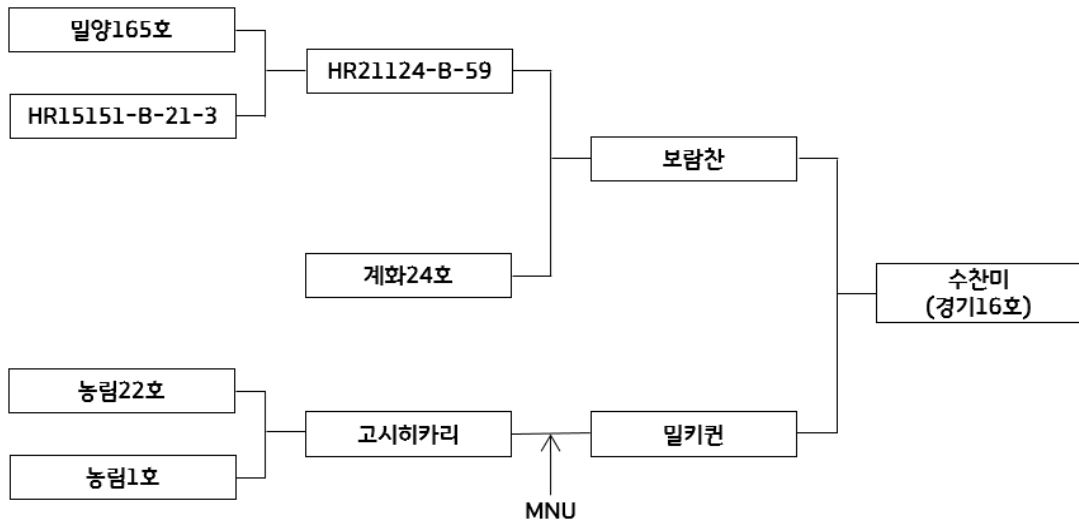 밀양165호
HR21124-B-59
HR15151-B-21-3
보람찬
계화24호
수찬미
(경기16호)
농림22호
고시히카리
밀키퀸
농림1호
MNU